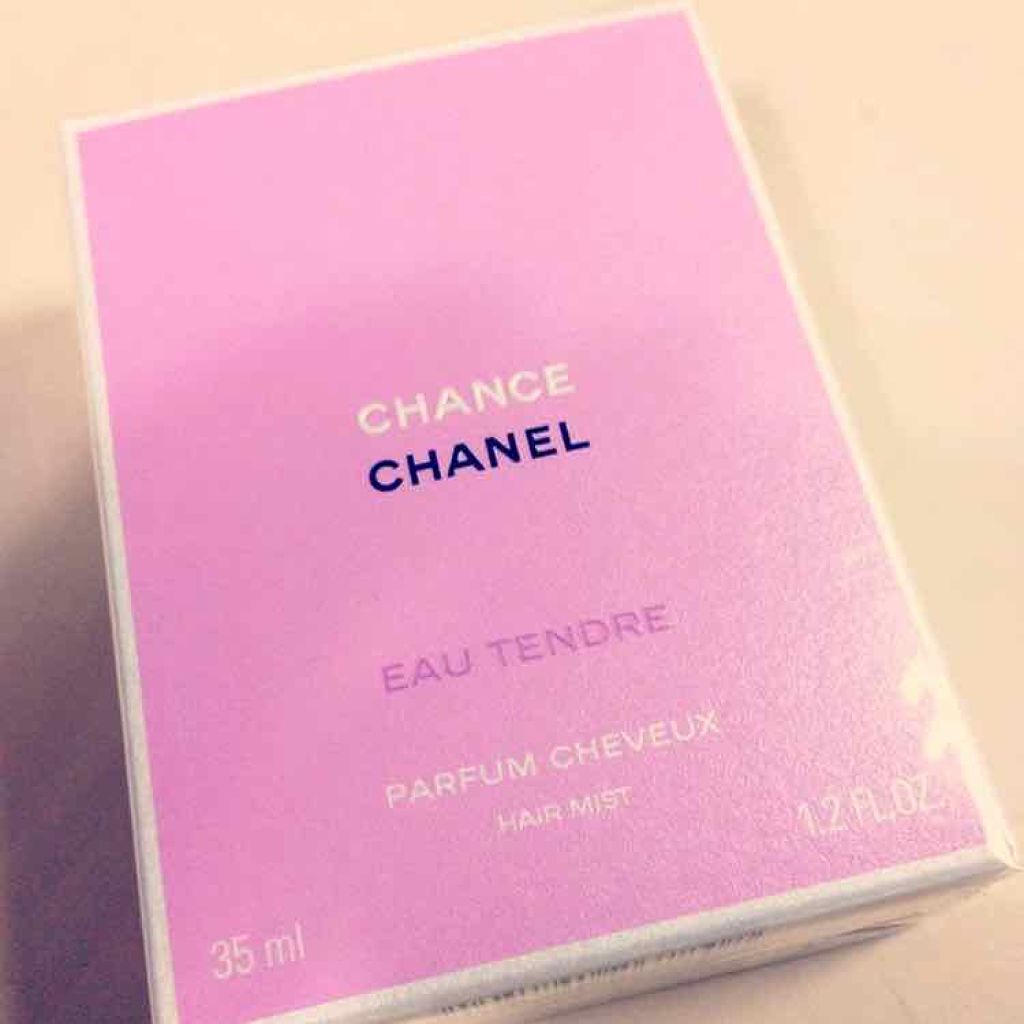 CHANCE
CHANEL
EAU TENDRE
PARFUM CHEVEUX
HAIR MIST
35 ml
1.2 FL.OZ.